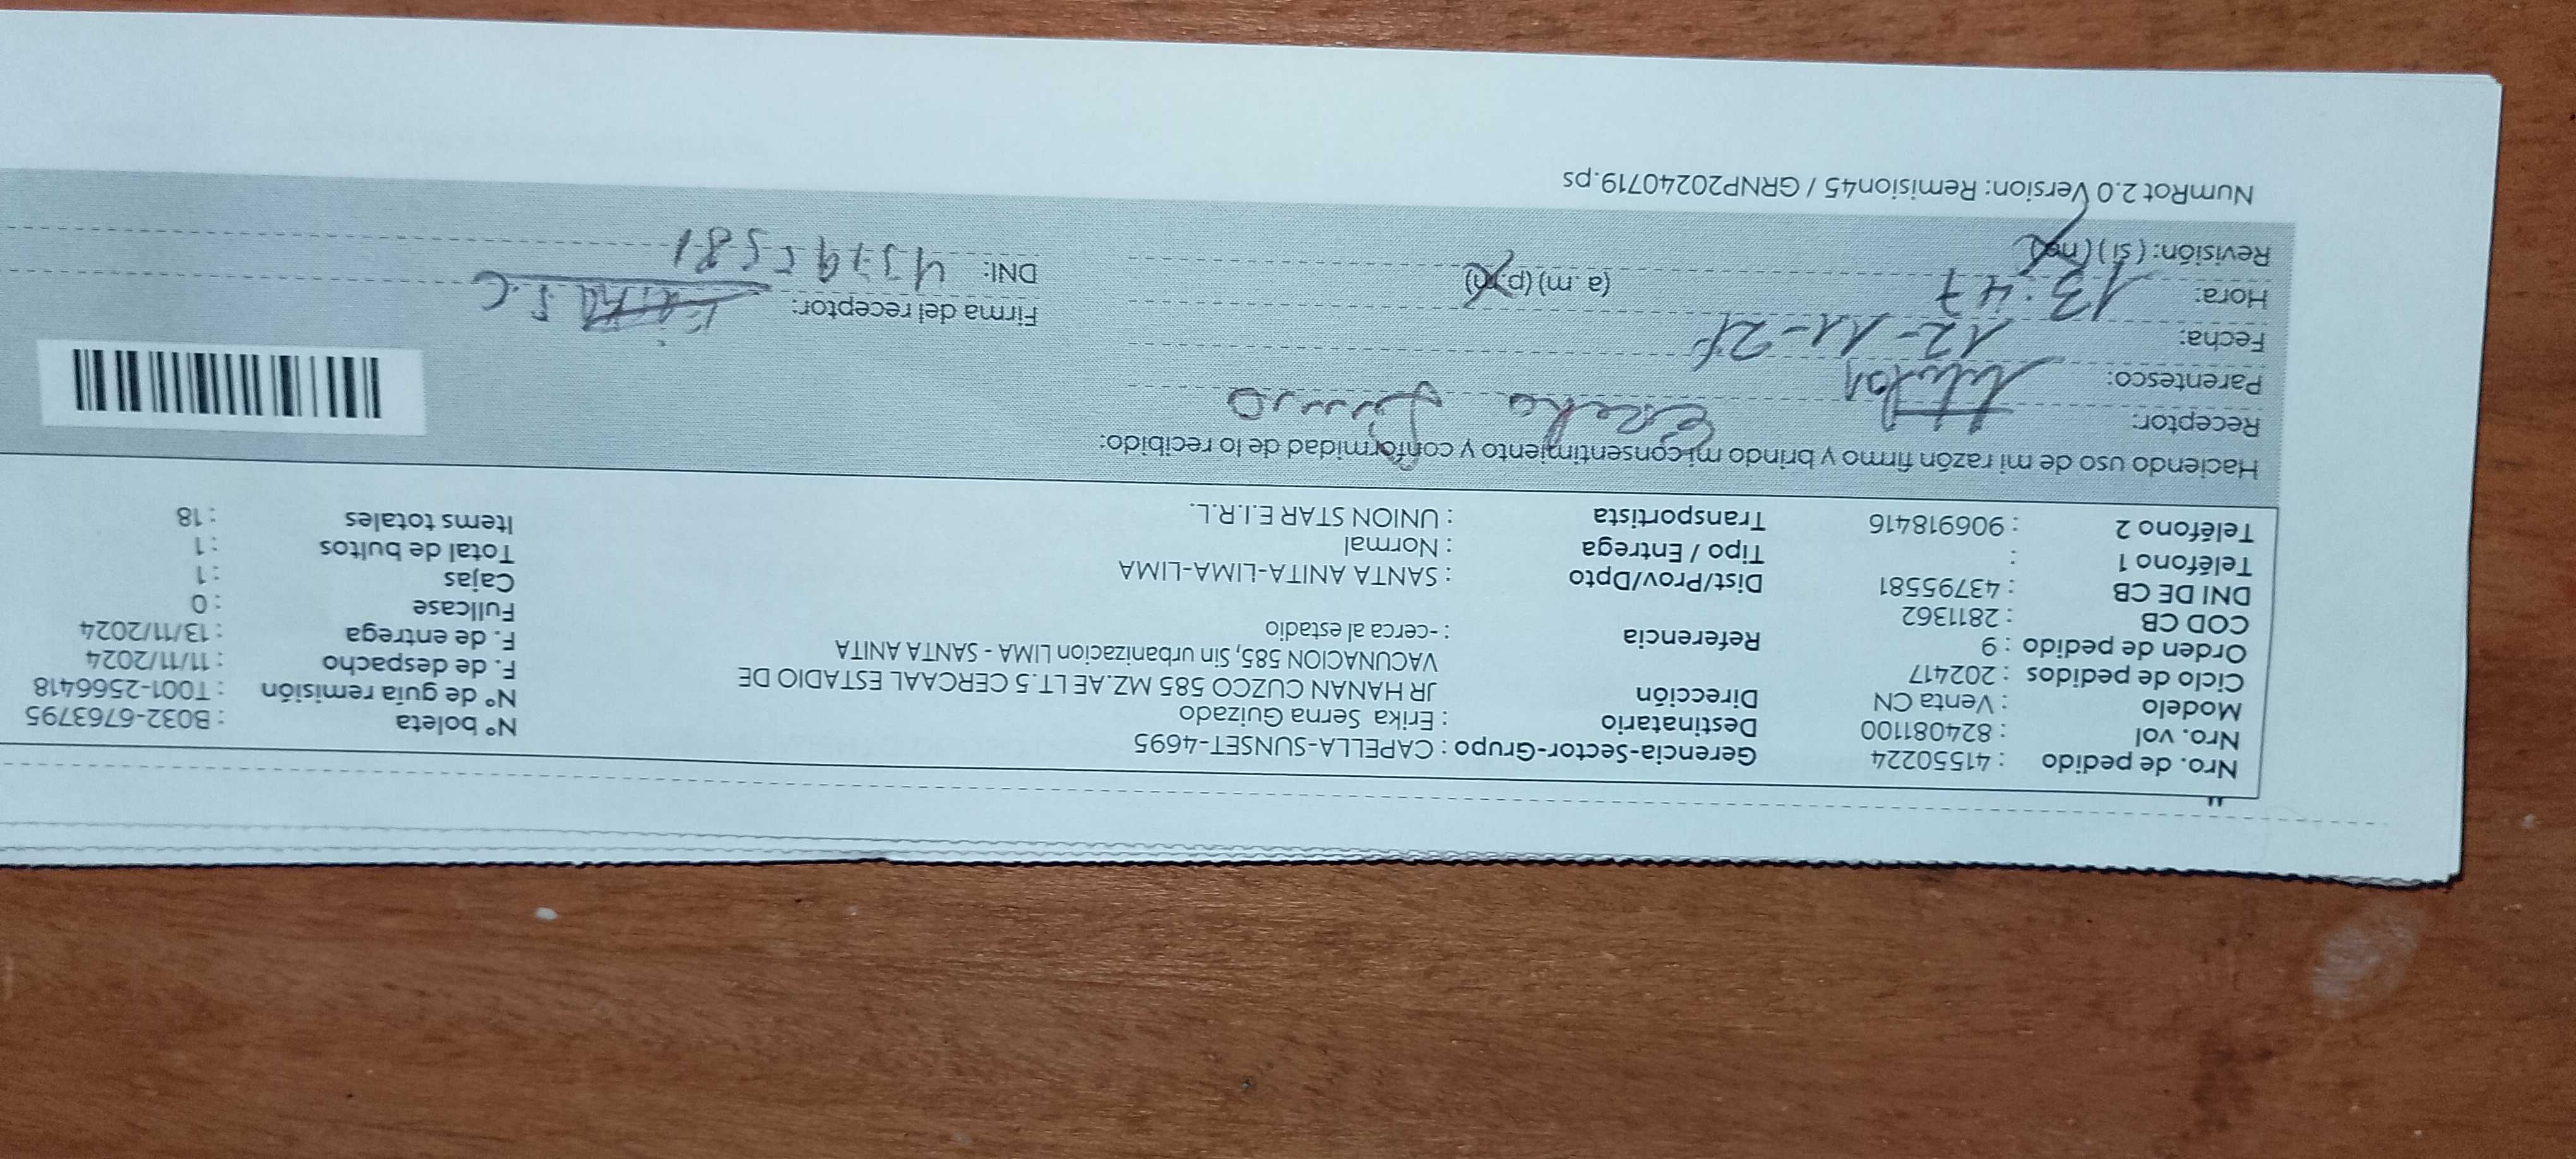 Nro. de pedido : 41550224 Gerencia-Sector-Grupo : CAPELLA-SUNSET-4695 N° boleta : B032-6763795
Nro. vol : 824081100 Destinatario : Erika Serna Guizado N° de guía remisión : T001-2566418
Modelo : Venta CN Dirección JR HANAN CUZCO 585 MZ.AE LT.5 CERCAAL ESTADIO DE F. de despacho : 11/11/2024
Ciclo de pedidos : 202417 VACUNACION 585, Sin urbanizacion LIMA - SANTA ANITA F. de entrega : 13/11/2024
Orden de pedido : 9 Referencia : -cerca al estadio Fullcase : 0
COD CB : 2811362 Cajas : 1
DNI DE CB : 43795581 Dist/Prov/Dpto : SANTA ANITA-LIMA-LIMA Total de bultos : 1
Teléfono 1 : Tipo / Entrega : Normal Items totales : 18
Teléfono 2 : 906918416 Transportista : UNION STAR E.I.R.L.
Haciendo uso de mi razón firmo y brindo mi consentimiento y conformidad de lo recibido:
Receptor:
Parentesco: titular
Fecha: 12-11-24 Firma del receptor:
Hora: 13:47 (a.m) (p.m) DNI: 43795581
Revisión: (sí) (no)
NumRot 2.0 Version: Remision45 / GRNP20240719.ps